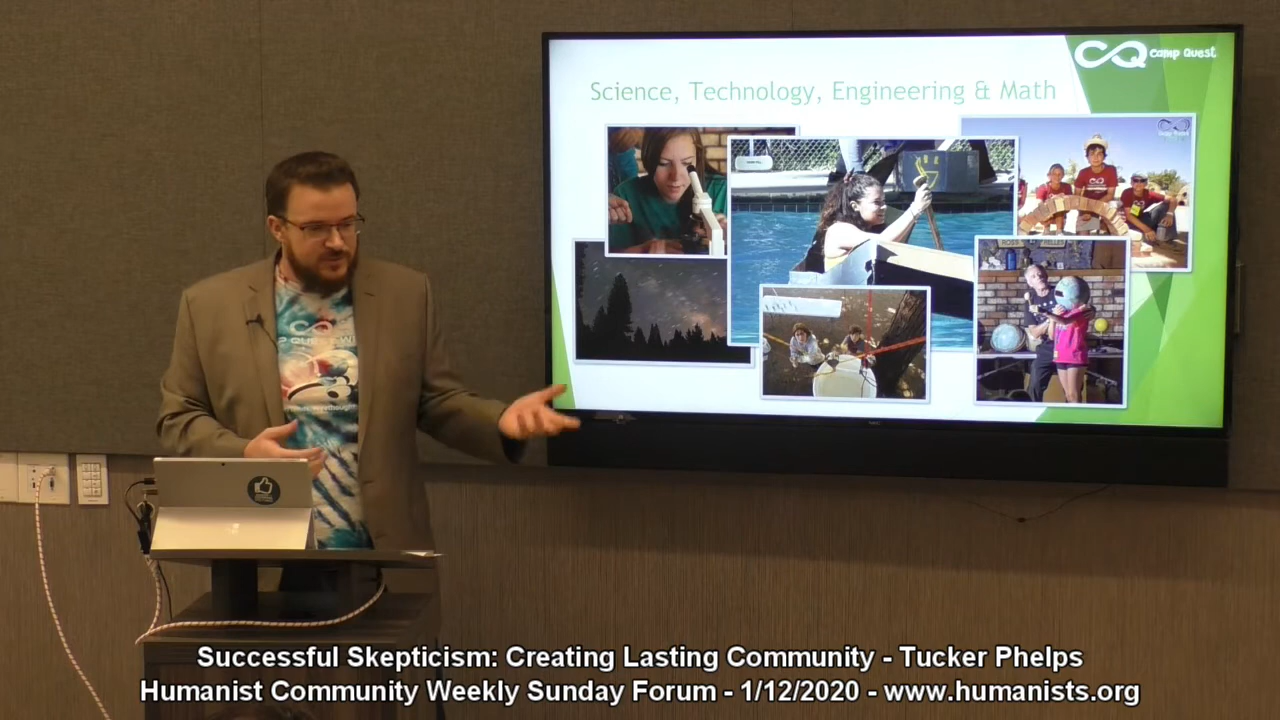 CQ Camp Quest
Science, Technology, Engineering & Math
Successful Skepticism: Creating Lasting Community - Tucker Phelps
Humanist Community Weekly Sunday Forum - 1/12/2020 - www.humanists.org